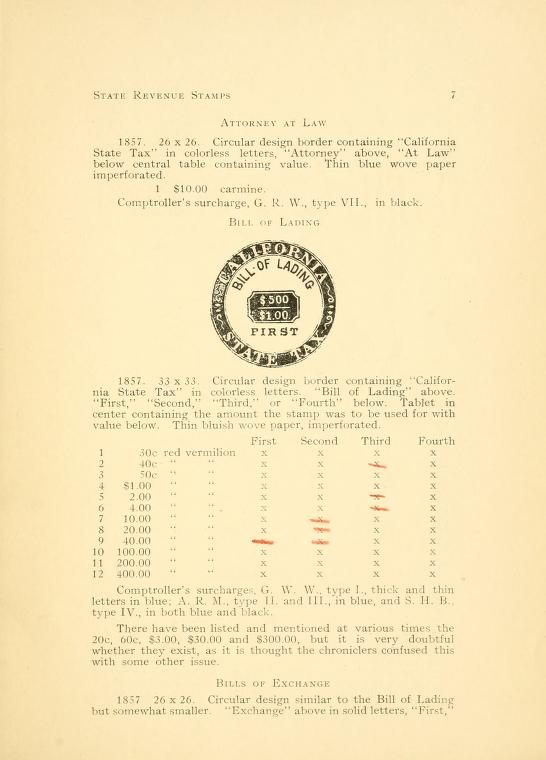 STATE REVENUE STAMPS 7
ATTORNEY AT LAW
1857. 26 x 26. Circular design border containing "California
State Tax" in colorless letters, "Attorney" above, "At Law"
below central table containing value. Thin blue wove paper
imperforated.
1 $10.00 carmine.
Comptroller's surcharge, G. R. W., type VII., in black.
BILL OF LADING
CALIFORNIA
BILL OF LADING
$500
$1.00
FIRST
STATE TAX
1857. 33 x 33. Circular design border containing "Califor-
nia State Tax" in colorless letters. "Bill of Lading" above.
"First," "Second," "Third," or "Fourth" below. Tablet in
center containing the amount the stamp was to be used for with
value below. Thin bluish wove paper, imperforated.
First Second Third Fourth
1 30c red vermilion x x x x
2 40c " " x x x x
3 50c " " x x x x
4 $1.00 " " x x x x
5 2.00 " " x x x x
6 4.00 " " x x x x
7 10.00 " " x x x x
8 20.00 " " x x x x
9 40.00 " " x x x x
10 100.00 " " x x x x
11 200.00 " " x x x x
12 400.00 " " x x x x
Comptroller's surcharges, G. W. W., type I., thick and thin
letters in blue; A. R. M., type II. and III., in blue, and S. H. B.,
type IV., in both blue and black.
There have been listed and mentioned at various times the
20c, 60c, $3.00, $30.00 and $300.00, but it is very doubtful
whether they exist, as it is thought the chroniclers confused this
with some other issue.
BILLS OF EXCHANGE
1857 26 x 26. Circular design similar to the Bill of Lading
but somewhat smaller. "Exchange" above in solid letters, "First,"